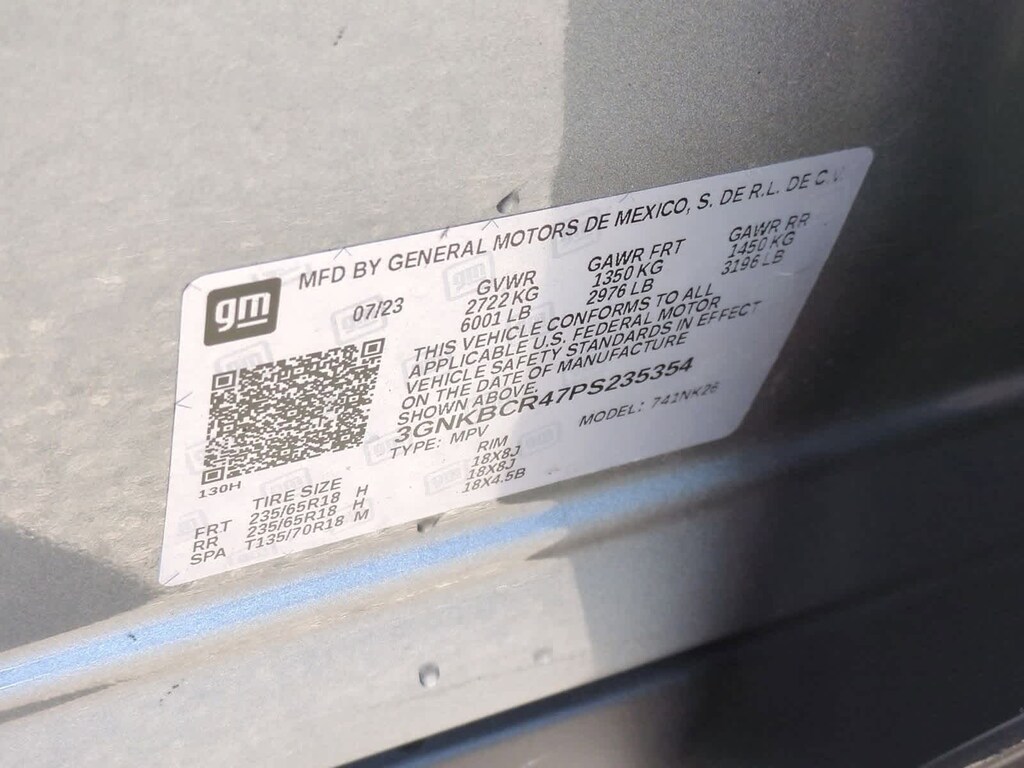 MFD BY GENERAL MOTORS DE MEXICO, S. DE R.L. DE C.V.
gm
07/23
GVWR GAWR FRT GAWR RR
2722 KG 1350 KG 1450 KG
6001 LB 2976 LB 3196 LB
THIS VEHICLE CONFORMS TO ALL
APPLICABLE U.S. FEDERAL MOTOR
VEHICLE SAFETY STANDARDS IN EFFECT
ON THE DATE OF MANUFACTURE
SHOWN ABOVE.
3GNKBCR47PS235354
TYPE: MPV MODEL: 741NK26
130H
TIRE SIZE RIM
FRT 235/65R18 H 18X8J
RR 235/65R18 H 18X8J
SPA T135/70R18 M 18X4.5B